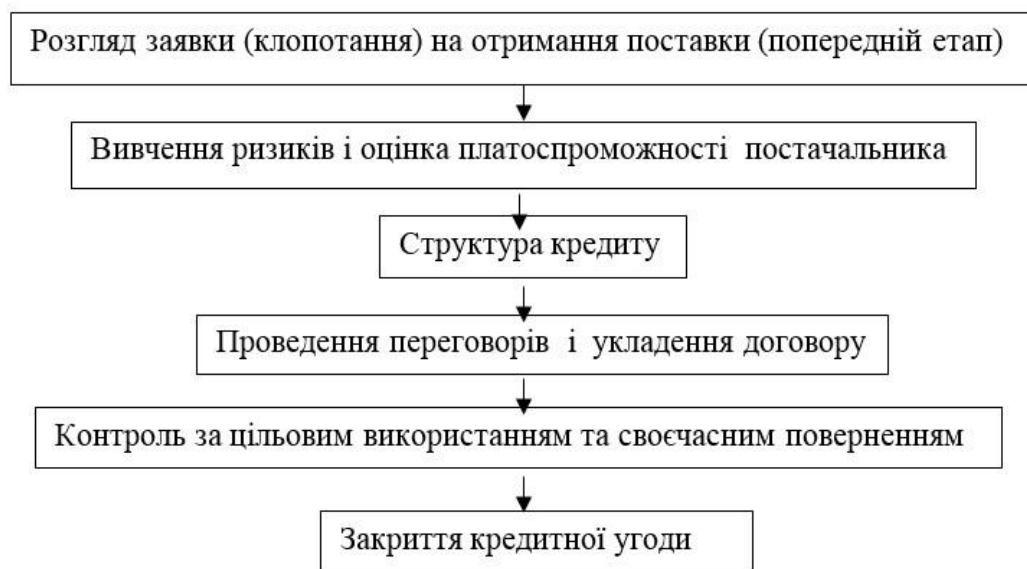 Розгляд заявки (клопотання) на отримання поставки (попередній етап)
Вивчення ризиків і оцінка платоспроможності постачальника
Структура кредиту
Проведення переговорів і укладення договору
Контроль за цільовим використанням та своєчасним поверненням
Закриття кредитної угоди